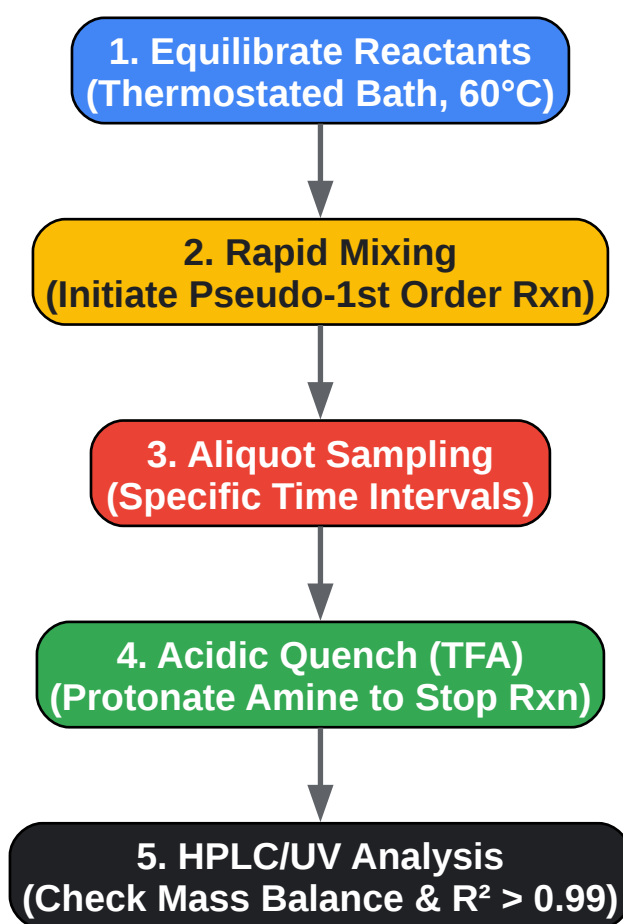 1. Equilibrate Reactants
(Thermostated Bath, 60°C)
2. Rapid Mixing
(Initiate Pseudo-1st Order Rxn)
3. Aliquot Sampling
(Specific Time Intervals)
4. Acidic Quench (TFA)
(Protonate Amine to Stop Rxn)
5. HPLC/UV Analysis
(Check Mass Balance & R² > 0.99)